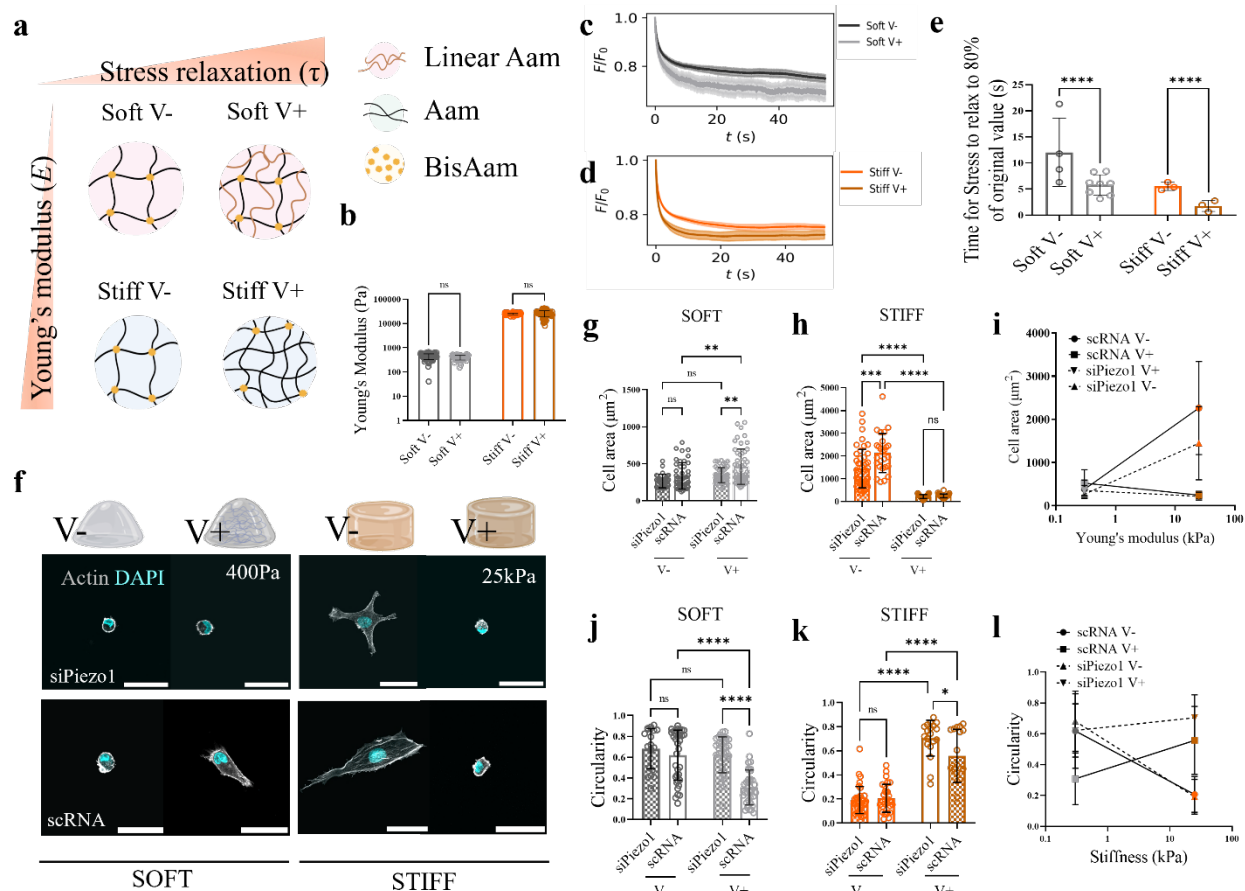 a
Stress relaxation (τ)
Young's modulus (E)
Soft V-
Soft V+
Stiff V-
Stiff V+
Linear Aam
Aam
BisAam
b
Young's Modulus (Pa)
100000
10000
1000
100
10
1
ns
ns
Soft V-
Soft V+
Stiff V-
Stiff V+
c
F/F0
1.0
0.8
0
20
40
t (s)
Soft V-
Soft V+
d
F/F0
1.0
0.8
0
20
40
t (s)
Stiff V-
Stiff V+
e
Time for Stress to relax to 80%
of original value (s)
25
20
15
10
5
0
****
****
Soft V-
Soft V+
Stiff V-
Stiff V+
f
V-
V+
V-
V+
Actin DAPI
400Pa
25kPa
siPiezo1
scRNA
SOFT
STIFF
g
SOFT
Cell area (μm²)
1500
1000
500
0
**
ns
ns
**
siPiezo1
scRNA
siPiezo1
scRNA
V-
V+
h
STIFF
Cell area (μm²)
5000
4000
3000
2000
1000
0
****
***
****
ns
siPiezo1
scRNA
siPiezo1
scRNA
V-
V+
i
Cell area (μm²)
4000
3000
2000
1000
0
0.1
1
10
100
Young's modulus (kPa)
scRNA V-
scRNA V+
siPiezo1 V+
siPiezo1 V-
j
SOFT
Circularity
1.0
0.8
0.6
0.4
0.2
0.0
****
ns
ns
****
siPiezo1
scRNA
siPiezo1
scRNA
V
V+
k
STIFF
Circularity
1.0
0.8
0.6
0.4
0.2
0.0
****
****
ns
*
siPiezo1
scRNA
siPiezo1
scRNA
V
V+
l
Circularity
1.0
0.8
0.6
0.4
0.2
0.0
0.1
1
10
100
Stiffness (kPa)
scRNA V-
scRNA V+
siPiezo1 V-
siPiezo1 V+